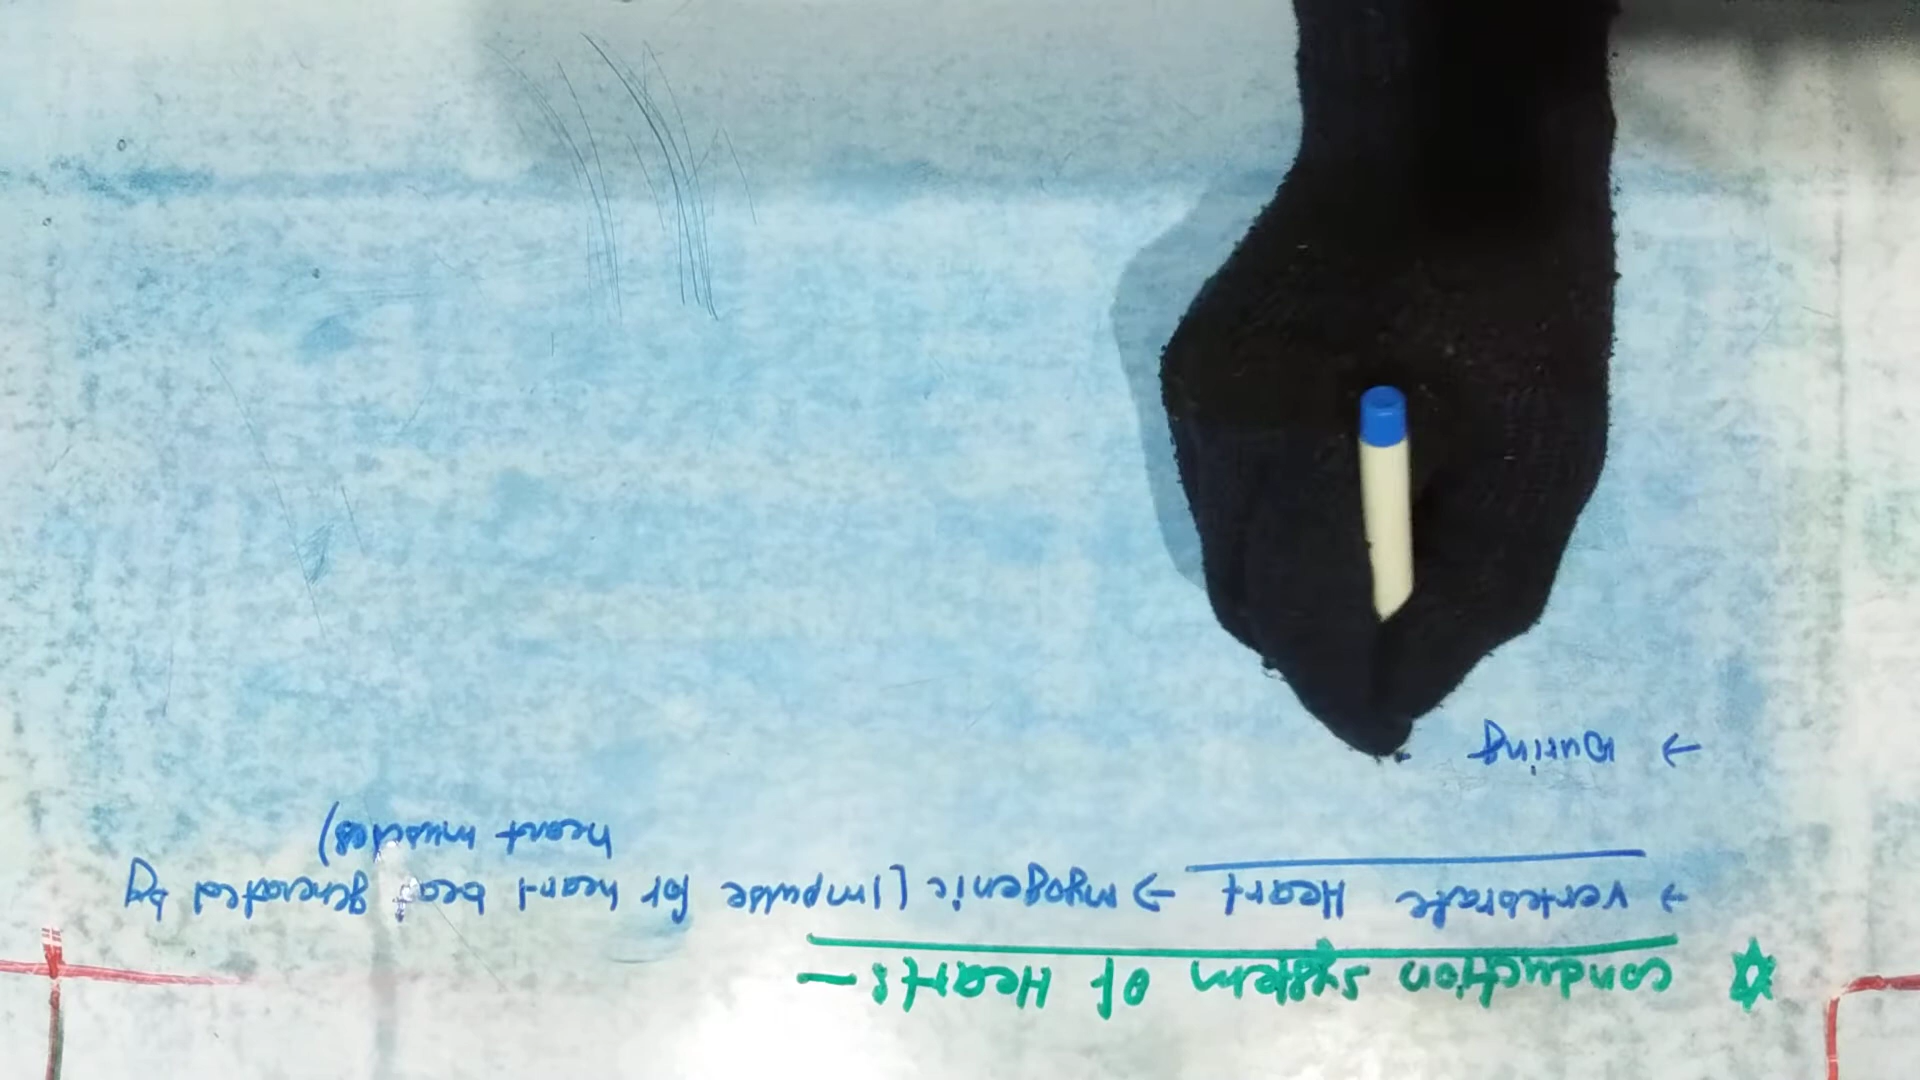 ☆ conduction system of Heart :-
→ vertebrate Heart → myogenic [Impulse for heart beat generated by
heart muscles)
→ During